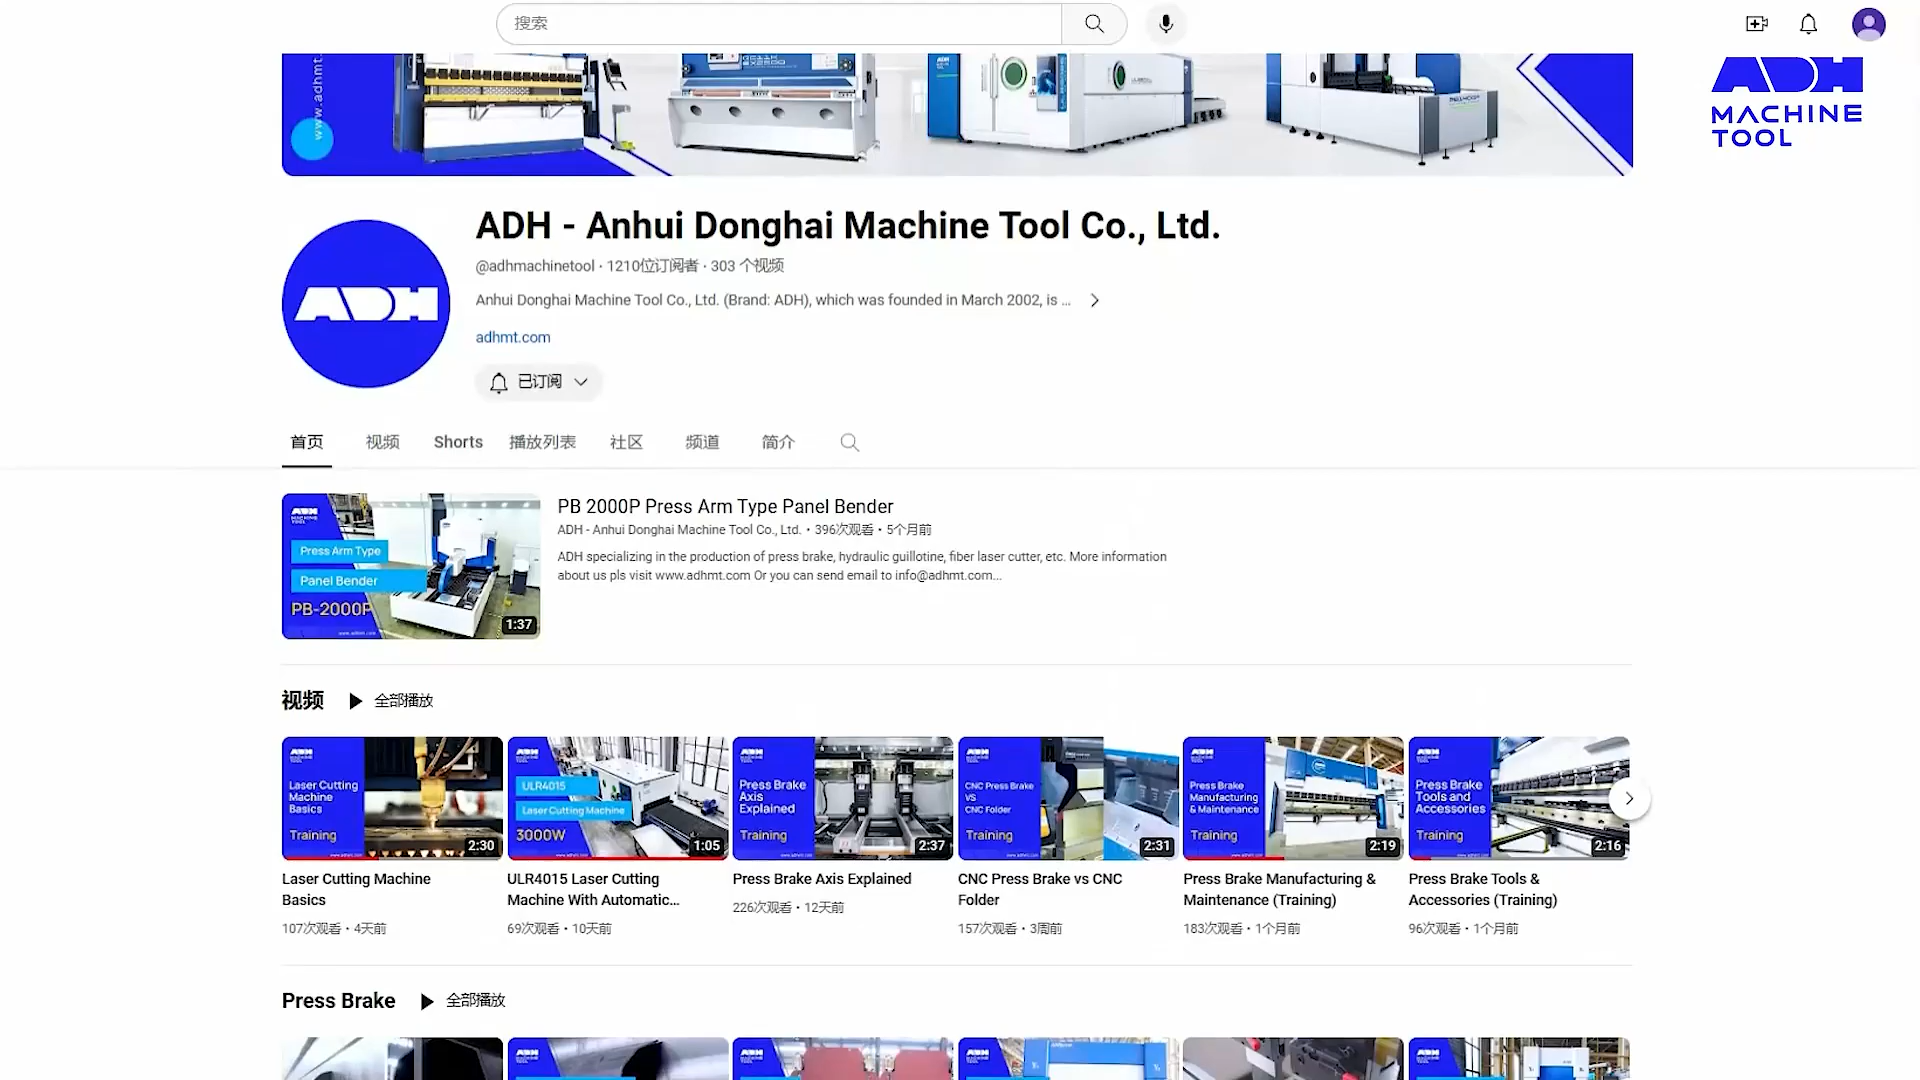 搜索
www.adhmt.
ADH
MACHINE
TOOL
ADH
ADH - Anhui Donghai Machine Tool Co., Ltd.
@adhmachinetool · 1210位订阅者 · 303 个视频
Anhui Donghai Machine Tool Co., Ltd. (Brand: ADH), which was founded in March 2002, is ...
adhmt.com
已订阅
首页 视频 Shorts 播放列表 社区 频道 简介
ADH
MACHINE
TOOL
Press Arm Type
Panel Bender
PB-2000P
1:37
PB 2000P Press Arm Type Panel Bender
ADH - Anhui Donghai Machine Tool Co., Ltd. • 396次观看 • 5个月前
ADH specializing in the production of press brake, hydraulic guillotine, fiber laser cutter, etc. More information
about us pls visit www.adhmt.com Or you can send email to info@adhmt.com...
视频 全部播放
Laser Cutting
Machine
Basics
Training
2:30
ULR4015
Laser Cutting Machine
3000W
1:05
Press Brake
Axis
Explained
Training
2:37
CNC Press Brake
VS
CNC Folder
Training
2:31
Press Brake
Manufacturing
& Maintenance
Training
2:19
Press Brake
Tools and
Accessories
Training
2:16
Laser Cutting Machine
Basics
107次观看 • 4天前
ULR4015 Laser Cutting
Machine With Automatic...
69次观看 • 10天前
Press Brake Axis Explained
226次观看 • 12天前
CNC Press Brake vs CNC
Folder
157次观看 • 3周前
Press Brake Manufacturing &
Maintenance (Training)
183次观看 • 1个月前
Press Brake Tools &
Accessories (Training)
96次观看 • 1个月前
Press Brake 全部播放